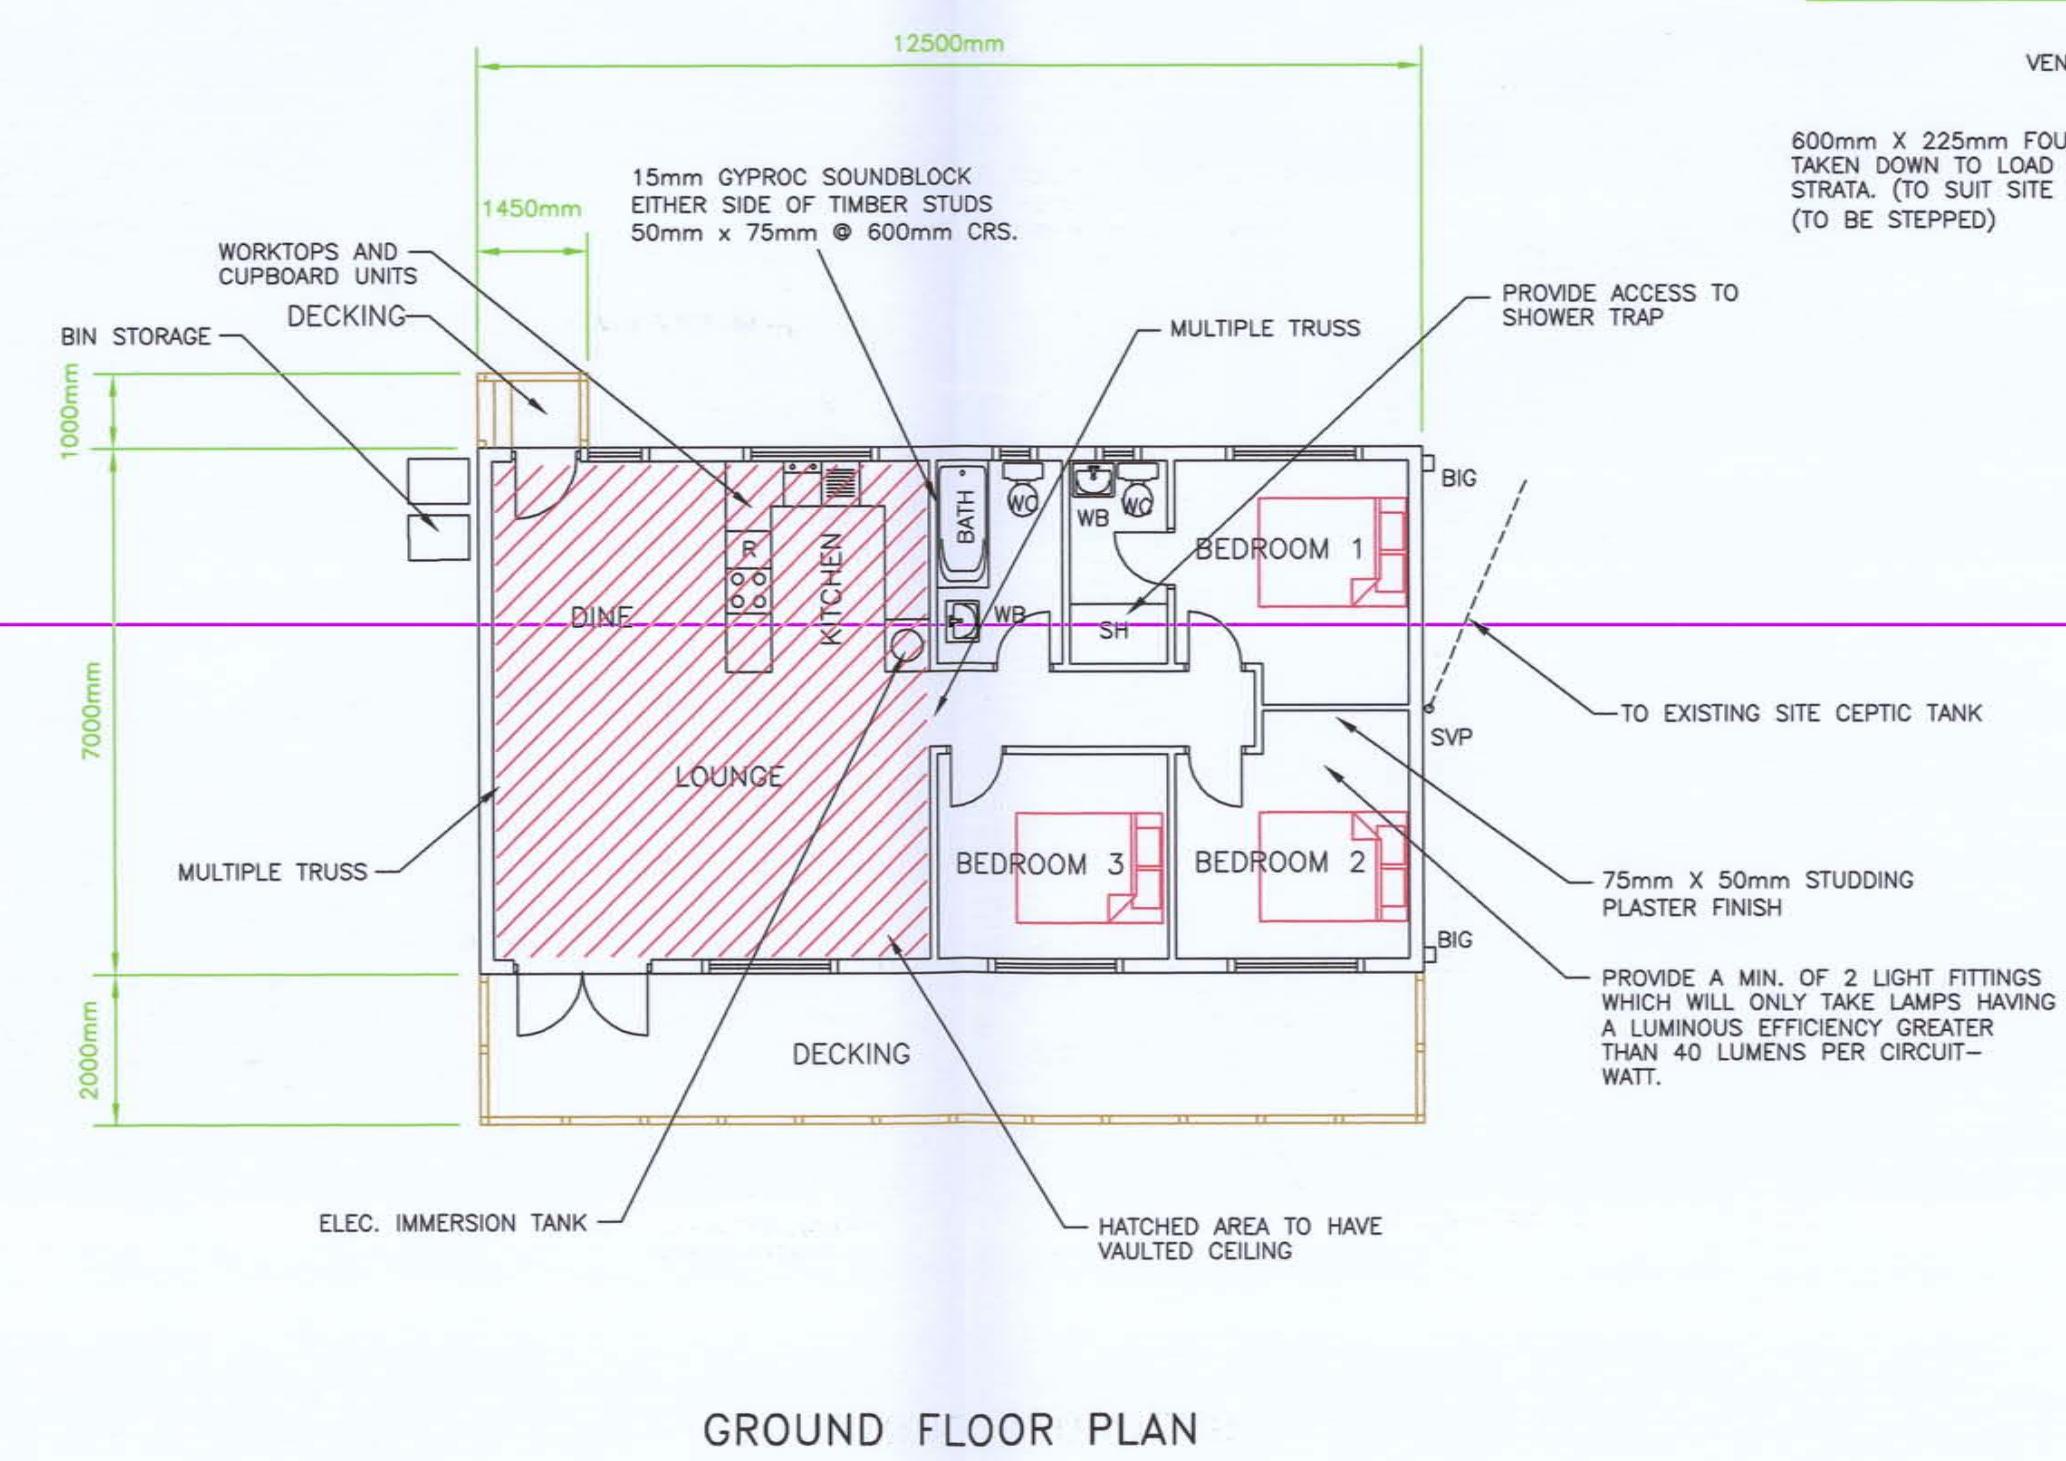 12500mm
VEN
600mm X 225mm FOU
TAKEN DOWN TO LOAD
STRATA. (TO SUIT SITE
(TO BE STEPPED)
15mm GYPROC SOUNDBLOCK
EITHER SIDE OF TIMBER STUDS
50mm x 75mm @ 600mm CRS.
1450mm
WORKTOPS AND
CUPBOARD UNITS
DECKING
BIN STORAGE
PROVIDE ACCESS TO
SHOWER TRAP
MULTIPLE TRUSS
1000mm
BIG
BATH
WC
WB
WC
BEDROOM 1
R
KITCHEN
DINE
WB
SH
7000mm
TO EXISTING SITE CEPTIC TANK
SVP
LOUNGE
MULTIPLE TRUSS
BEDROOM 3
BEDROOM 2
75mm X 50mm STUDDING
PLASTER FINISH
BIG
PROVIDE A MIN. OF 2 LIGHT FITTINGS
WHICH WILL ONLY TAKE LAMPS HAVING
A LUMINOUS EFFICIENCY GREATER
THAN 40 LUMENS PER CIRCUIT-
WATT.
2000mm
DECKING
ELEC. IMMERSION TANK
HATCHED AREA TO HAVE
VAULTED CEILING
GROUND FLOOR PLAN